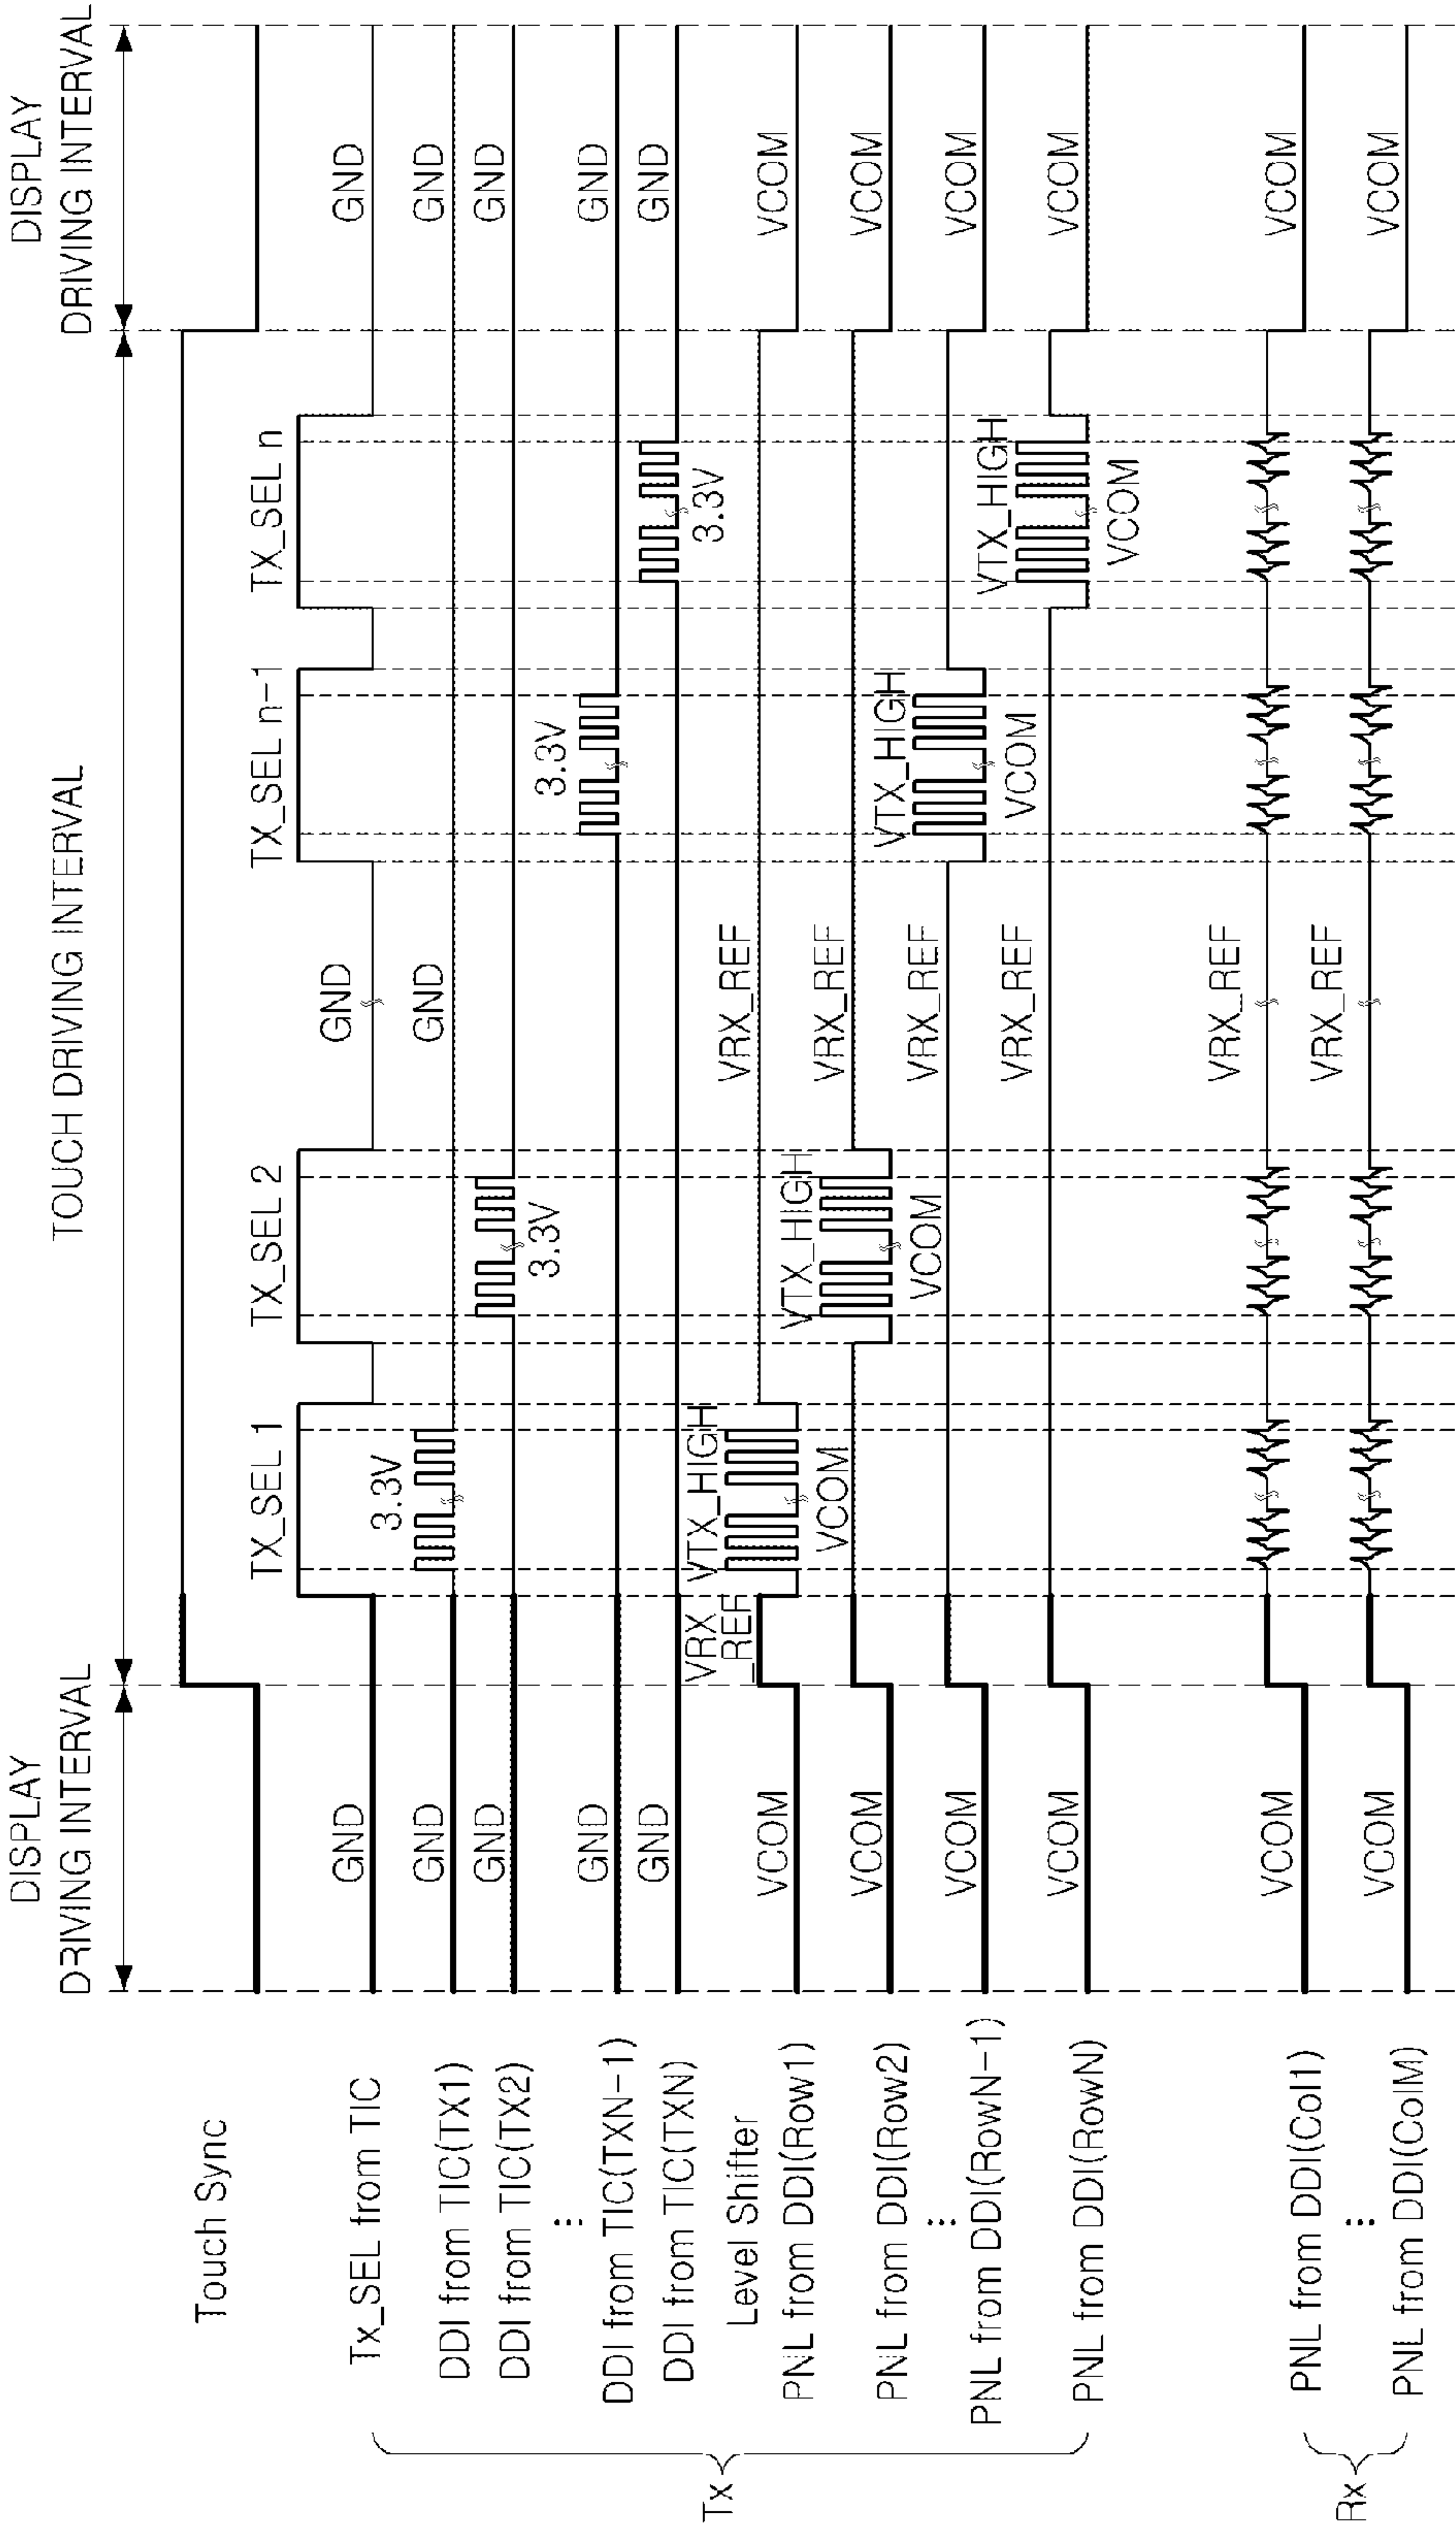 DISPLAY
DRIVING INTERVAL
TOUCH DRIVING INTERVAL
DISPLAY
DRIVING INTERVAL
Touch Sync
TX_SEL 1
TX_SEL 2
TX_SEL n-1
TX_SEL n
Tx_SEL from TIC
GND
GND
GND
DDI from TIC(TX1)
GND
3.3V
GND
GND
DDI from TIC(TX2)
GND
3.3V
GND
⋮
DDI from TIC(TXN-1)
GND
3.3V
GND
DDI from TIC(TXN)
GND
3.3V
GND
Level Shifter
PNL from DDI(Row1)
VCOM
VRX
_REF
VTX_HIGH
VCOM
VRX_REF
VCOM
PNL from DDI(Row2)
VCOM
VTX_HIGH
VCOM
VRX_REF
VCOM
⋮
PNL from DDI(RowN-1)
VCOM
VRX_REF
VTX_HIGH
VCOM
VCOM
PNL from DDI(RowN)
VCOM
VRX_REF
VTX_HIGH
VCOM
VCOM
Tx
PNL from DDI(Col1)
VCOM
VRX_REF
VCOM
⋮
PNL from DDI(ColM)
VCOM
VRX_REF
VCOM
Rx